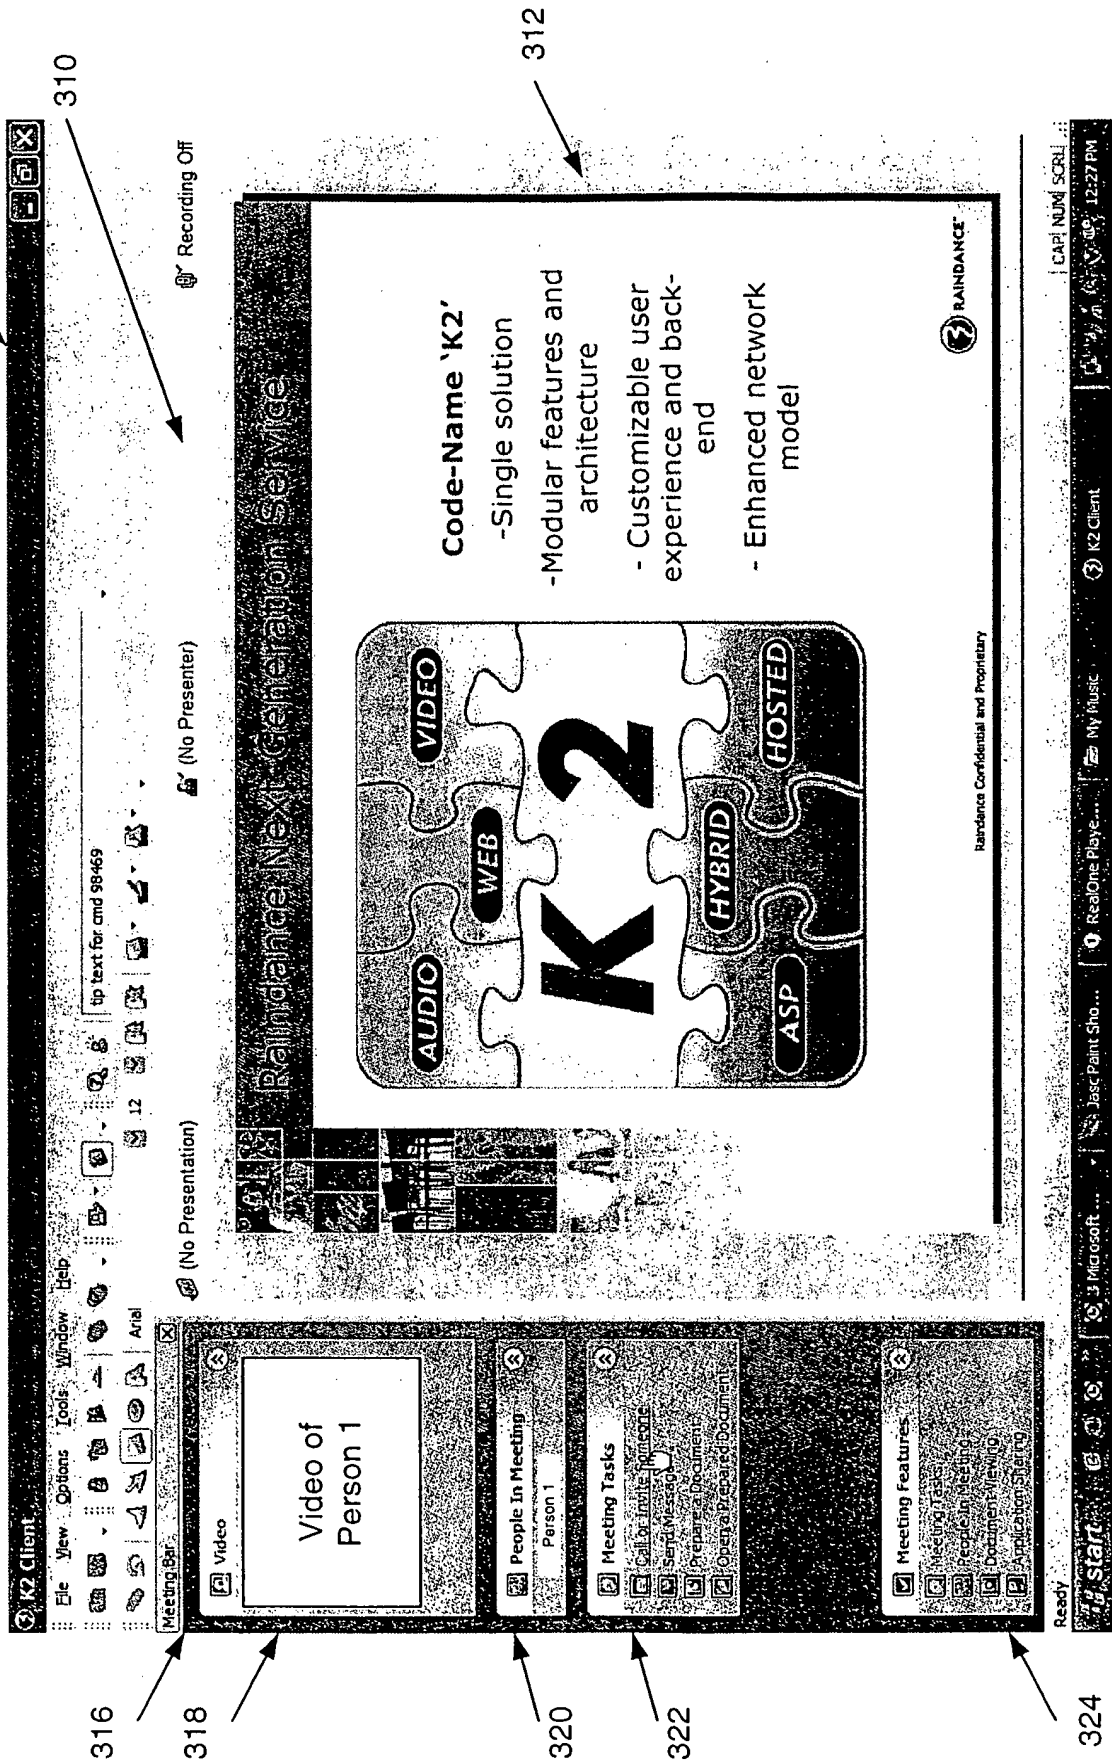 310
312
K2 Client
File View Options Tools Window Help
tip text for cmd 98469
Arial
12
Meeting Bar
(No Presentation)
(No Presenter)
Recording Off
316
318
320
322
324
Video
Video of
Person 1
People In Meeting
Person 1
Meeting Tasks
Call or Invite Someone
Send Message
Prepare a Document
Open a Prepared Document
Meeting Features
Meeting Tasks
People In Meeting
Document Viewing
Application Sharing
Raindance Next Generation Service
AUDIO
WEB
VIDEO
K 2
ASP
HYBRID
HOSTED
Code-Name ‘K2’
-Single solution
-Modular features and
architecture
- Customizable user
experience and back-
end
- Enhanced network
model
Raindance Confidential and Proprietary
RAINDANCE
Ready
CAP NUM SCRL
start
3 Microsoft ...
Jasc Paint Sho...
RealOne Playe...
My Music
K2 Client
12:27 PM